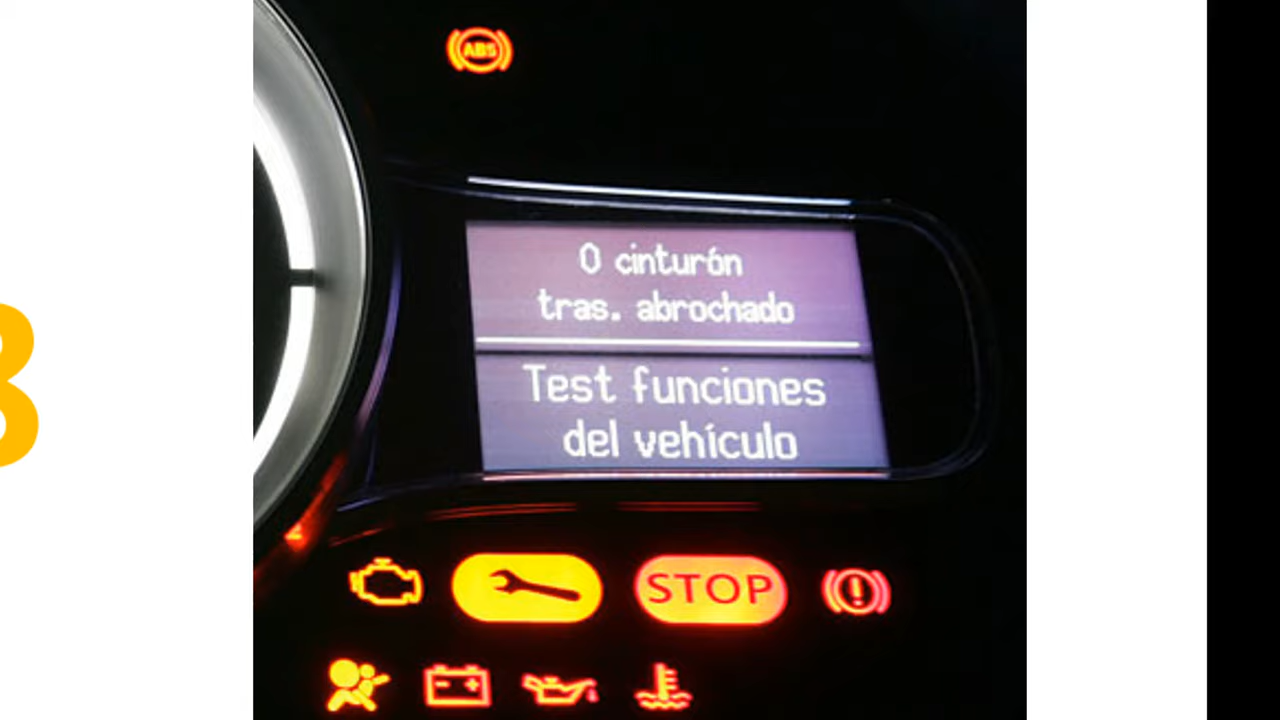 ABS
0 cinturón
tras. abrochado
Test funciones
del vehículo
STOP